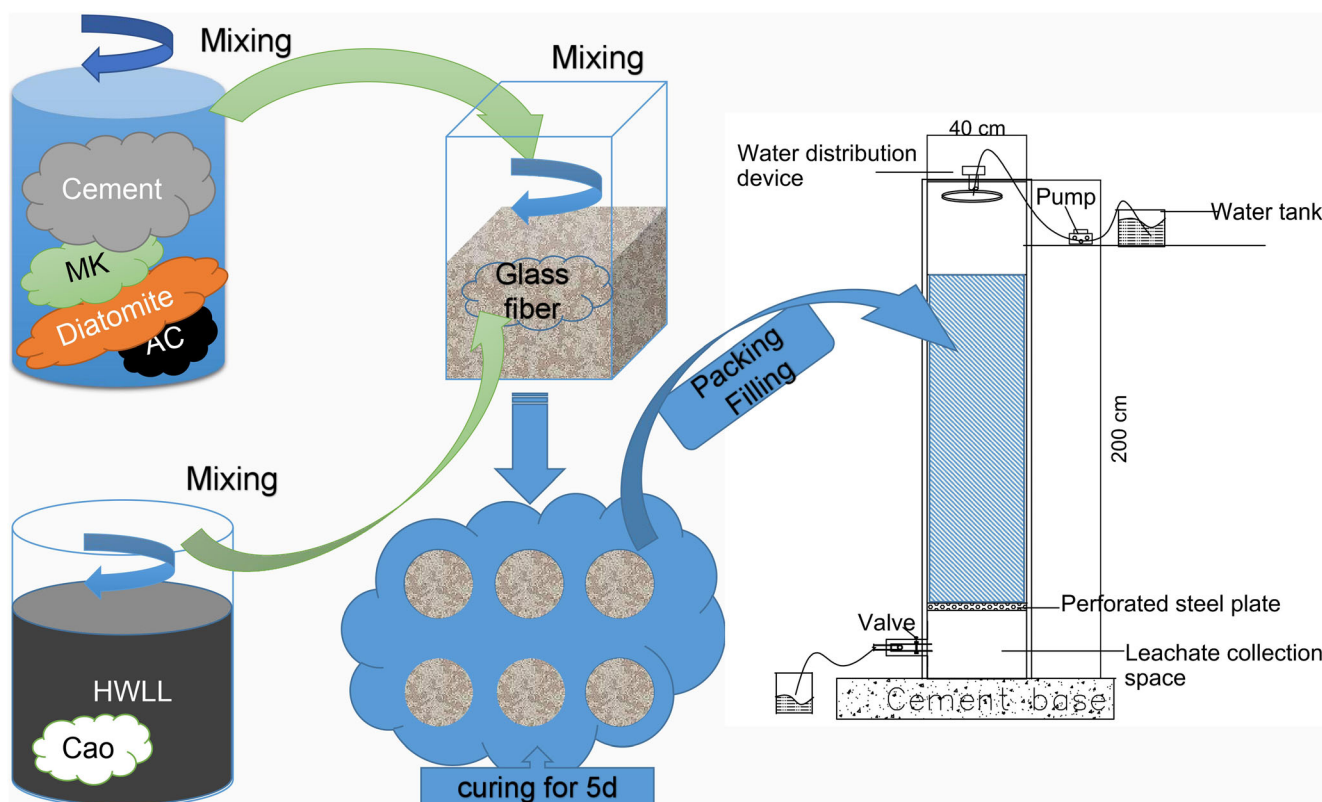 Mixing
Cement
MK
Diatomite
AC
Mixing
Glass
fiber
Mixing
HWLL
Cao
curing for 5d
Packing
Filling
40 cm
Water distribution
device
Pump
Water tank
200 cm
Perforated steel plate
Valve
Leachate collection
space
Cement base